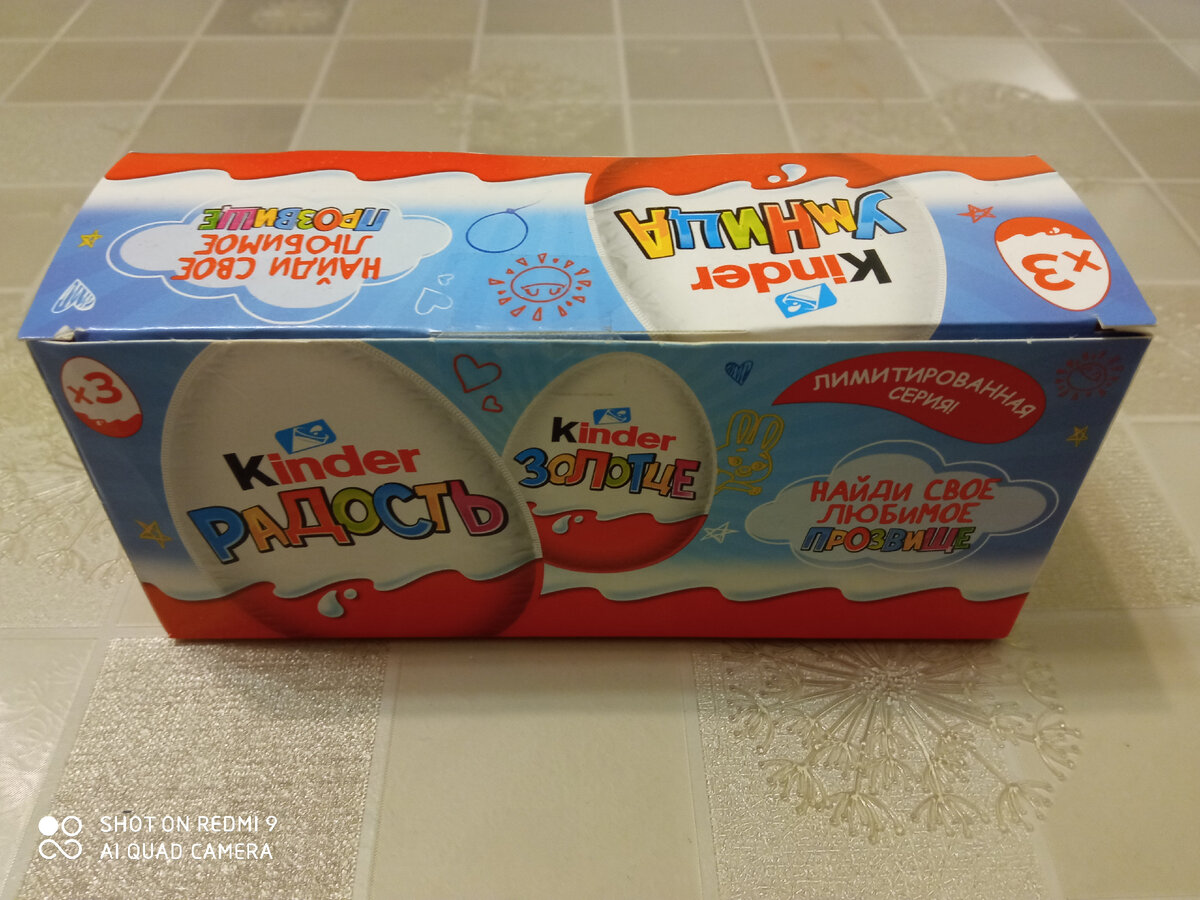 НАЙДИ СВОЕ
ЛЮБИМОЕ
ПРОЗВИЩЕ
Kinder
УМНИЦА
x3
x3
Kinder
РАДОСТЬ
Kinder
ЗОЛОТЦЕ
ЛИМИТИРОВАННАЯ
СЕРИЯ!
НАЙДИ СВОЕ
ЛЮБИМОЕ
ПРОЗВИЩЕ
SHOT ON REDMI 9
AI QUAD CAMERA